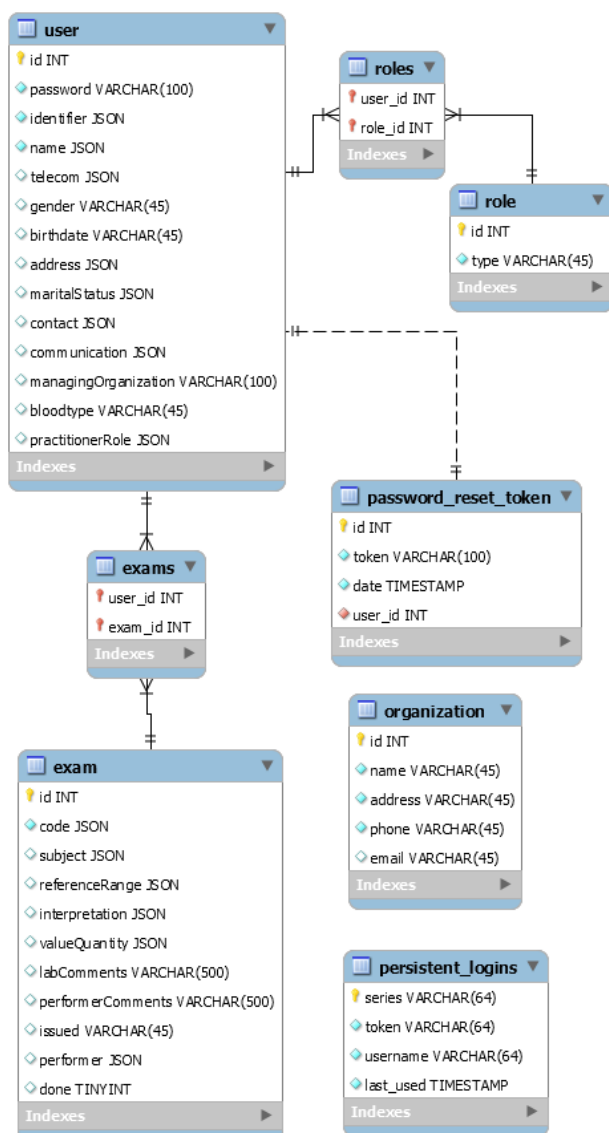 user
id INT
password VARCHAR(100)
identifier JSON
name JSON
telecom JSON
gender VARCHAR(45)
birthdate VARCHAR(45)
address JSON
maritalStatus JSON
contact JSON
communication JSON
managingOrganization VARCHAR(100)
bloodtype VARCHAR(45)
practitionerRole JSON
Indexes
roles
user_id INT
role_id INT
Indexes
role
id INT
type VARCHAR(45)
Indexes
password_reset_token
id INT
token VARCHAR(100)
date TIMESTAMP
user_id INT
Indexes
exams
user_id INT
exam_id INT
Indexes
organization
id INT
name VARCHAR(45)
address VARCHAR(45)
phone VARCHAR(45)
email VARCHAR(45)
Indexes
exam
id INT
code JSON
subject JSON
referenceRange JSON
interpretation JSON
valueQuantity JSON
labComments VARCHAR(500)
performerComments VARCHAR(500)
issued VARCHAR(45)
performer JSON
done TINYINT
Indexes
persistent_logins
series VARCHAR(64)
token VARCHAR(64)
username VARCHAR(64)
last_used TIMESTAMP
Indexes